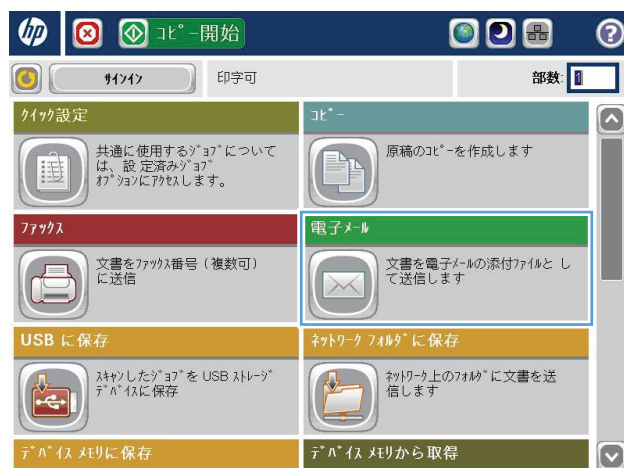 hp
ｺﾋﾟｰ開始
?
ｻｲﾝｲﾝ
印字可
部数: 1
ｸｲｯｸ設定
ｺﾋﾟｰ
共通に使用するｼﾞｮﾌﾞについて
は、設 定済みｼﾞｮﾌﾞ
ｵﾌﾟｼｮﾝにｱｸｾｽしま
す。
原稿のｺﾋﾟｰを作成します
ﾌｧｯｸｽ
電子ﾒｰﾙ
文書をﾌｧｯｸｽ番号（複数可）
に送信
文書を電子ﾒｰﾙの添付ﾌｧｲﾙと し
て送信しま す
USB に保存
ﾈｯﾄﾜｰｸ ﾌｫﾙﾀﾞに保存
ｽｷｬﾝしたｼﾞｮﾌﾞを USB ｽﾄﾚｰｼﾞ
ﾃﾞﾊﾞｲｽに保存
ﾈｯﾄﾜｰｸ上のﾌｫﾙﾀﾞに文書を送
信します
ﾃﾞﾊﾞｲｽ ﾒﾓﾘに保存
ﾃﾞﾊﾞｲｽ ﾒﾓﾘから取得